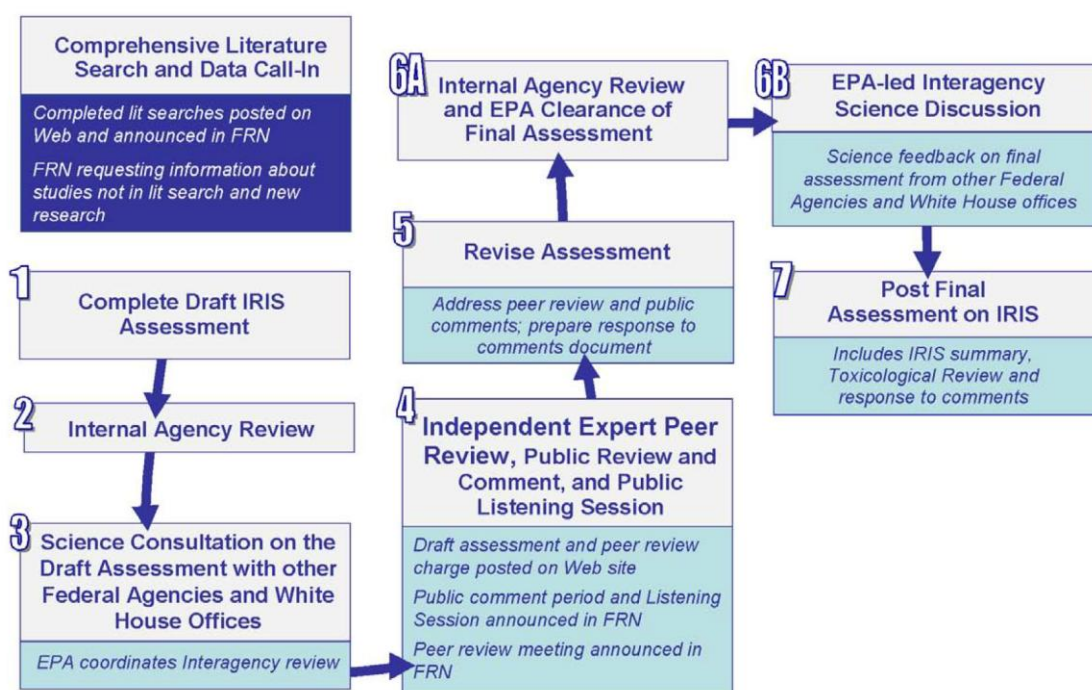 Comprehensive Literature
Search and Data Call-In
Completed lit searches posted on
Web and announced in FRN
FRN requesting information about
studies not in lit search and new
research
1
Complete Draft IRIS
Assessment
2
Internal Agency Review
3
Science Consultation on the
Draft Assessment with other
Federal Agencies and White
House Offices
EPA coordinates Interagency review
4
Independent Expert Peer
Review, Public Review and
Comment, and Public
Listening Session
Draft assessment and peer review
charge posted on Web site
Public comment period and Listening
Session announced in FRN
Peer review meeting announced in
FRN
5
Revise Assessment
Address peer review and public
comments; prepare response to
comments document
6A
Internal Agency Review
and EPA Clearance of
Final Assessment
6B
EPA-led Interagency
Science Discussion
Science feedback on final
assessment from other Federal
Agencies and White House offices
7
Post Final
Assessment on IRIS
Includes IRIS summary,
Toxicological Review and
response to comments